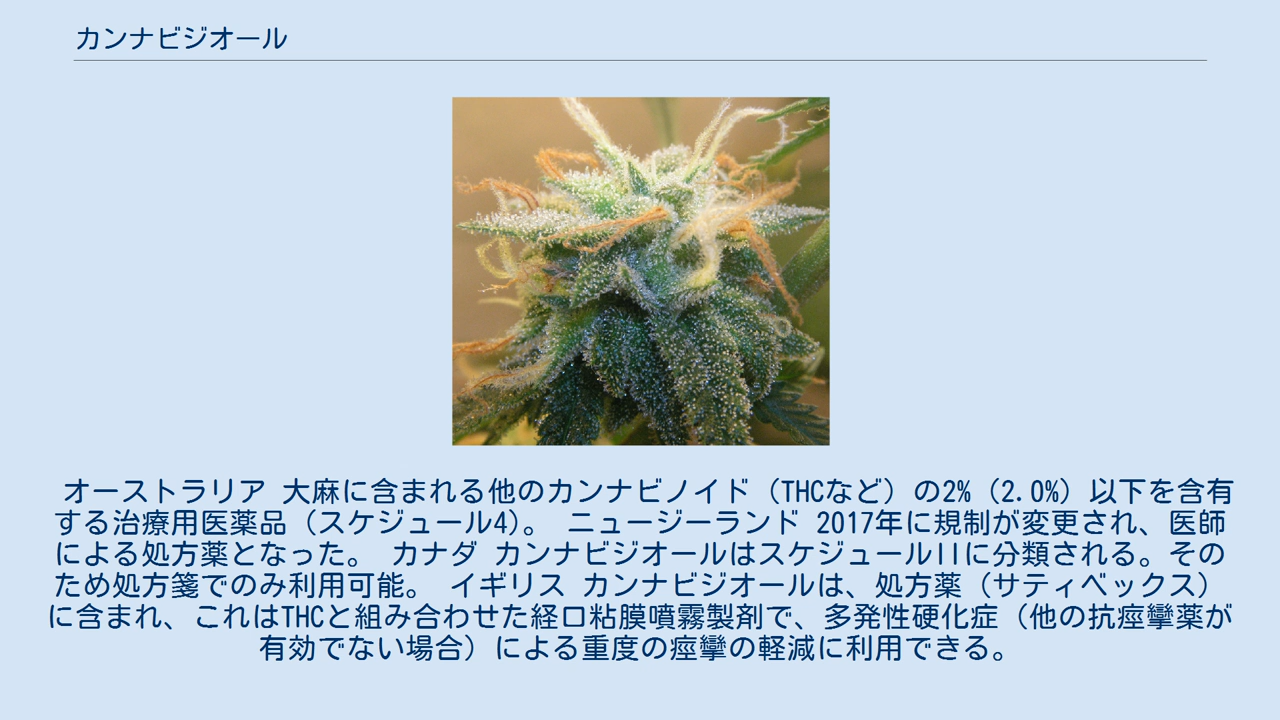 カンナビジオール
オーストラリア 大麻に含まれる他のカンナビノイド（THCなど）の2%（2.0%）以下を含有
する治療用医薬品（スケジュール4）。 ニュージーランド 2017年に規制が変更され、医師
による処方薬となった。 カナダ カンナビジオールはスケジュールIIに分類される。その
ため処方箋でのみ利用可能。 イギリス カンナビジオールは、処方薬（サティベックス）
に含まれ、これはTHCと組み合わせた経口粘膜噴霧製剤で、多発性硬化症（他の抗痙攣薬が
有効でない場合）による重度の痙攣の軽減に利用できる。